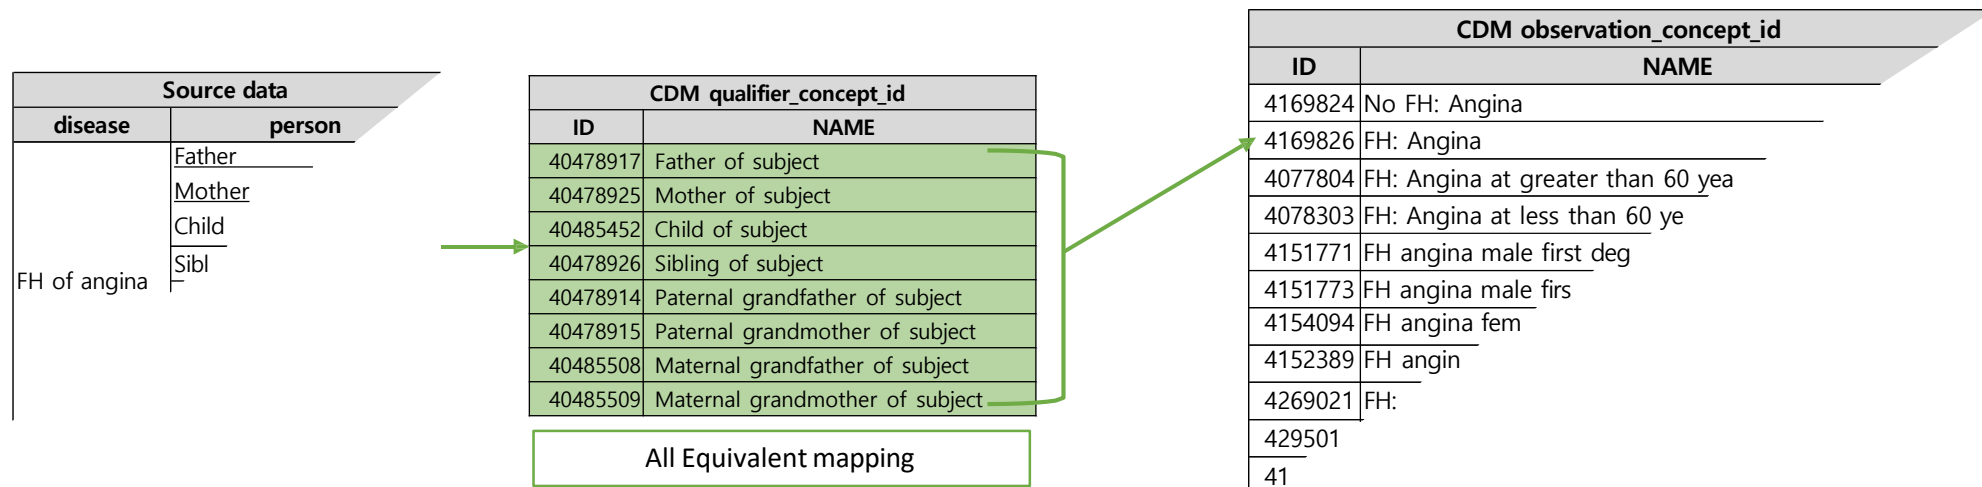 Source data
disease person
FH of angina
Father
Mother
Child
Sibl
CDM qualifier_concept_id
ID NAME
40478917 Father of subject
40478925 Mother of subject
40485452 Child of subject
40478926 Sibling of subject
40478914 Paternal grandfather of subject
40478915 Paternal grandmother of subject
40485508 Maternal grandfather of subject
40485509 Maternal grandmother of subject
All Equivalent mapping
CDM observation_concept_id
ID NAME
4169824 No FH: Angina
4169826 FH: Angina
4077804 FH: Angina at greater than 60 yea
4078303 FH: Angina at less than 60 ye
4151771 FH angina male first deg
4151773 FH angina male firs
4154094 FH angina fem
4152389 FH angin
4269021 FH:
429501
41